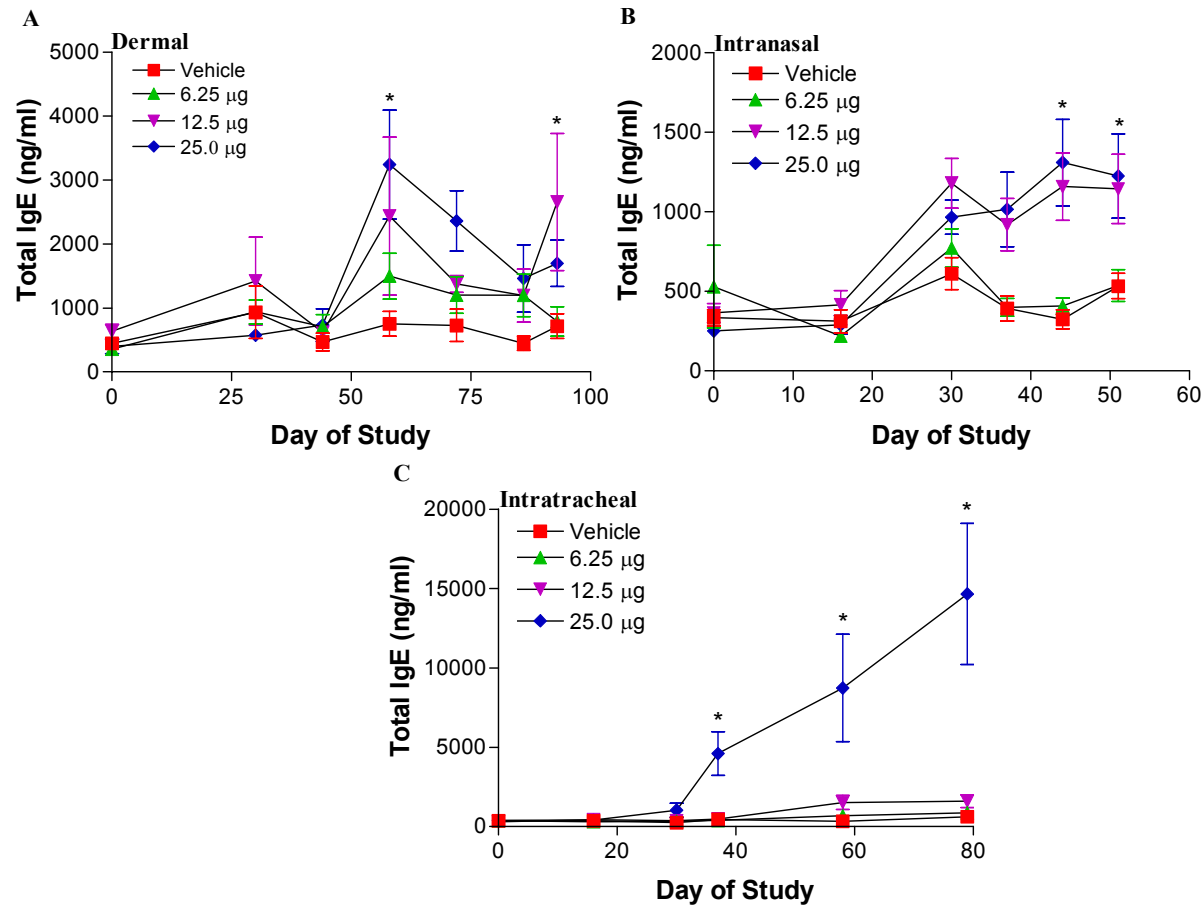 A
Dermal
Vehicle
6.25 µg
12.5 µg
25.0 µg
5000
4000
3000
2000
1000
0
Total IgE (ng/ml)
* *
0 25 50 75 100
Day of Study
B
Intranasal
Vehicle
6.25 µg
12.5 µg
25.0 µg
2000
1500
1000
500
0
Total IgE (ng/ml)
* *
0 10 20 30 40 50 60
Day of Study
C
Intratracheal
Vehicle
6.25 µg
12.5 µg
25.0 µg
20000
15000
10000
5000
0
Total IgE (ng/ml)
* * *
0 20 40 60 80
Day of Study